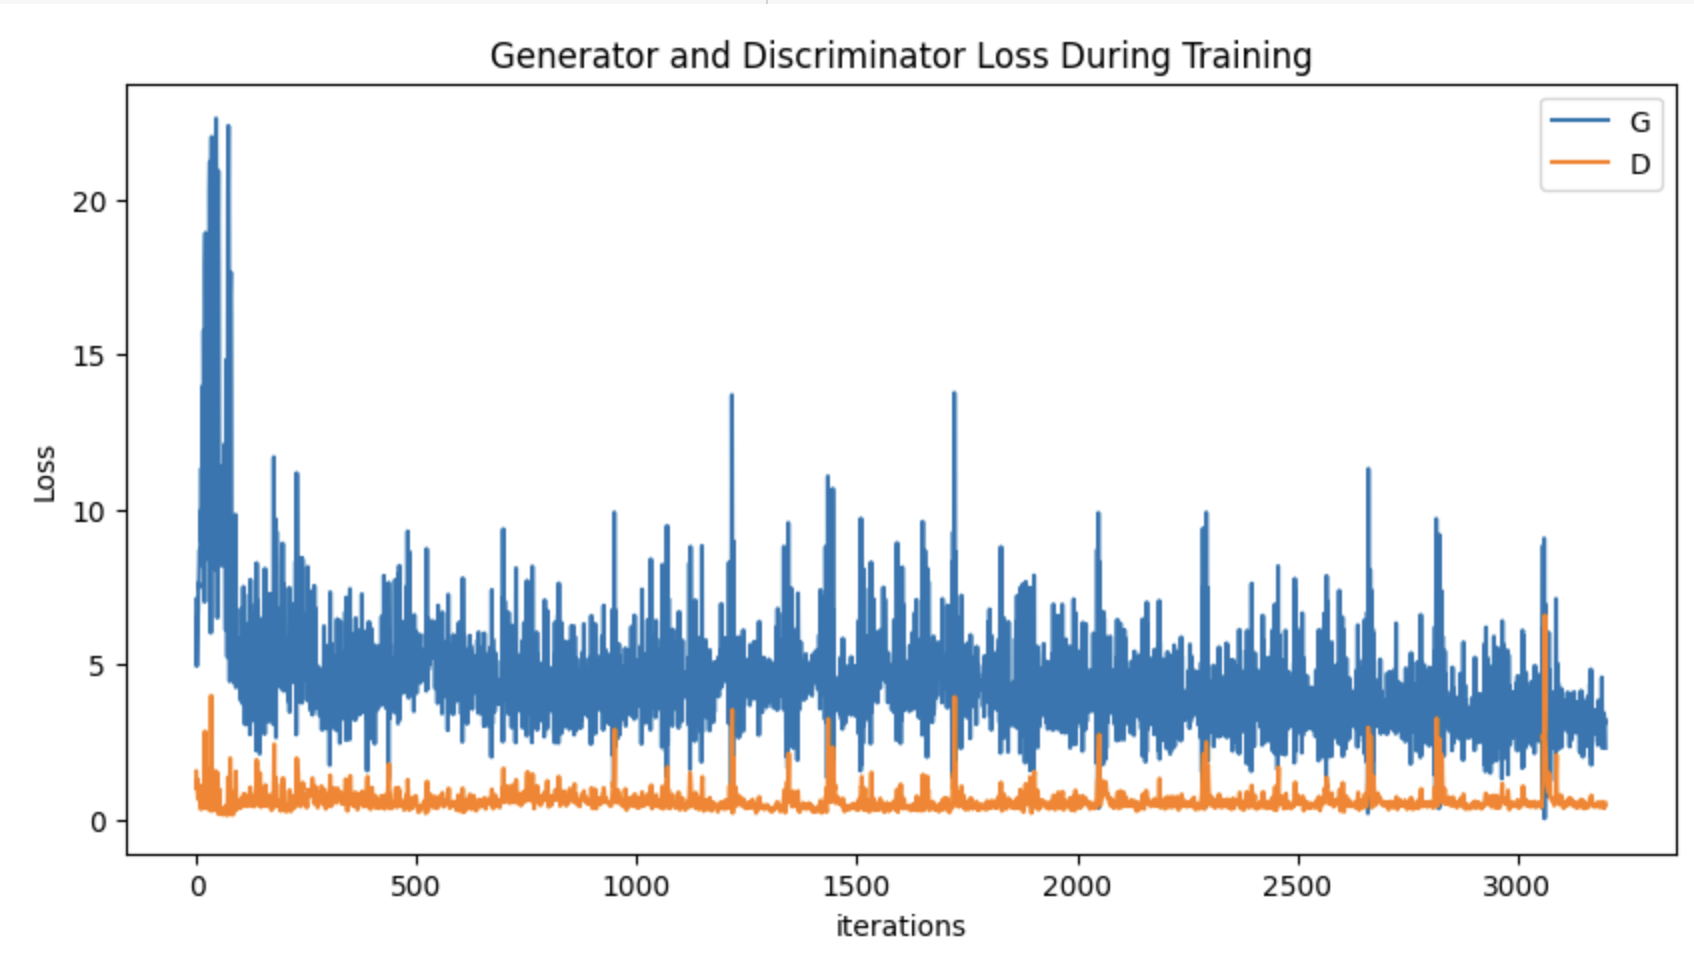 Generator and Discriminator Loss During Training
G
D
20
15
10
5
0
Loss
0 500 1000 1500 2000 2500 3000
iterations